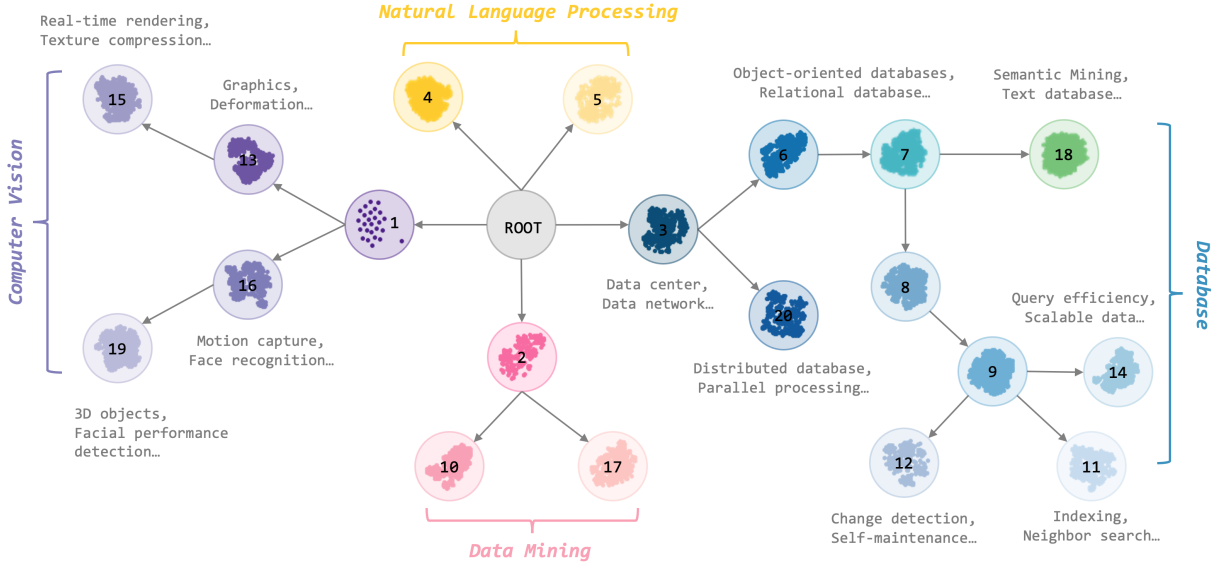 Natural Language Processing
Real-time rendering,
Texture compression…
15
Graphics,
Deformation…
13
4
5
Object-oriented databases,
Relational database…
Semantic Mining,
Text database…
6
7
18
Computer Vision
1
ROOT
3
Data center,
Data network…
16
Motion capture,
Face recognition…
19
3D objects,
Facial performance
detection…
2
20
Distributed database,
Parallel processing…
8
Query efficiency,
Scalable data…
9
14
Database
10
17
Data Mining
12
11
Change detection,
Self-maintenance…
Indexing,
Neighbor search…